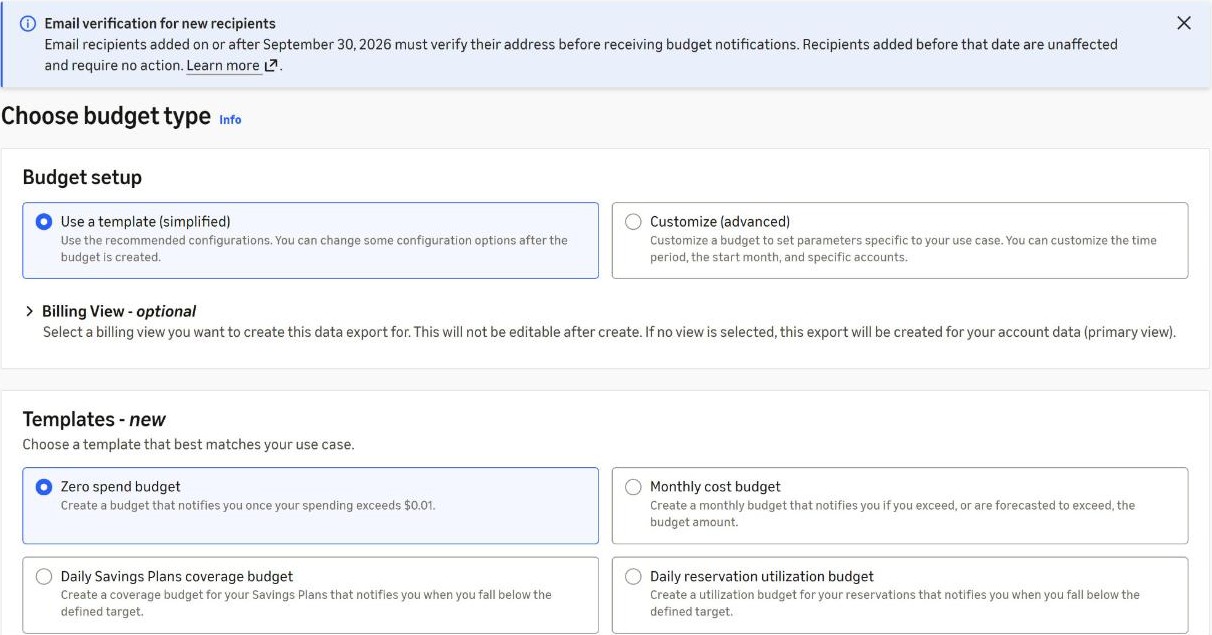 Email verification for new recipients
Email recipients added on or after September 30, 2026 must verify their address before receiving budget notifications. Recipients added before that date are unaffected
and require no action. Learn more.
Choose budget type Info
Budget setup
Use a template (simplified)
Use the recommended configurations. You can change some configuration options after the
budget is created.
Customize (advanced)
Customize a budget to set parameters specific to your use case. You can customize the time
period, the start month, and specific accounts.
Billing View - optional
Select a billing view you want to create this data export for. This will not be editable after create. If no view is selected, this export will be created for your account data (primary view).
Templates - new
Choose a template that best matches your use case.
Zero spend budget
Create a budget that notifies you once your spending exceeds $0.01.
Monthly cost budget
Create a monthly budget that notifies you if you exceed, or are forecasted to exceed, the
budget amount.
Daily Savings Plans coverage budget
Create a coverage budget for your Savings Plans that notifies you when you fall below the
defined target.
Daily reservation utilization budget
Create a utilization budget for your reservations that notifies you when you fall below the
defined target.